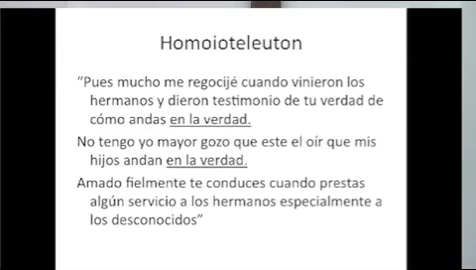 Homoioteleuton
“Pues mucho me regocijé cuando vinieron los
hermanos y dieron testimonio de tu verdad de
cómo andas en la verdad.
No tengo yo mayor gozo que este el oír que mis
hijos andan en la verdad.
Amado fielmente te conduces cuando prestas
algún servicio a los hermanos especialmente a
los desconocidos”